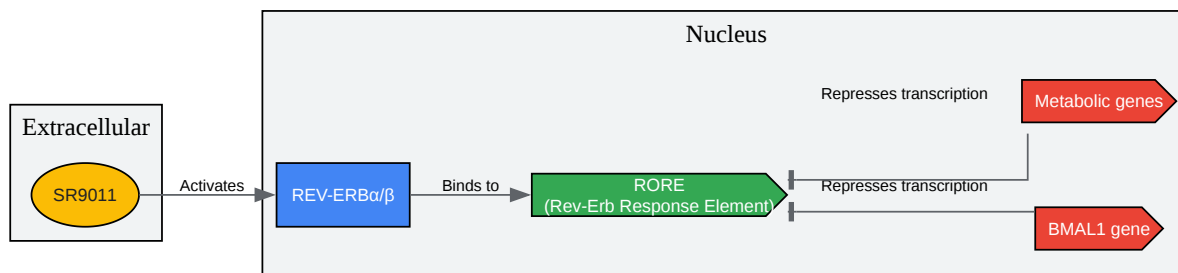 Nucleus
Extracellular
SR9011
Activates
REV-ERBα/β
Binds to
RORE
(Rev-Erb Response Element)
Represses transcription
Metabolic genes
Represses transcription
BMAL1 gene